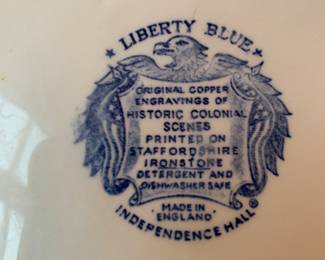 ★ LIBERTY BLUE ★
ORIGINAL COPPER
ENGRAVINGS OF
HISTORIC COLONIAL
SCENES
PRINTED ON
STAFFORDSHIRE
IRONSTONE
DETERGENT AND
DISHWASHER SAFE
· MADE IN ·
ENGLAND
INDEPENDENCE HALL®